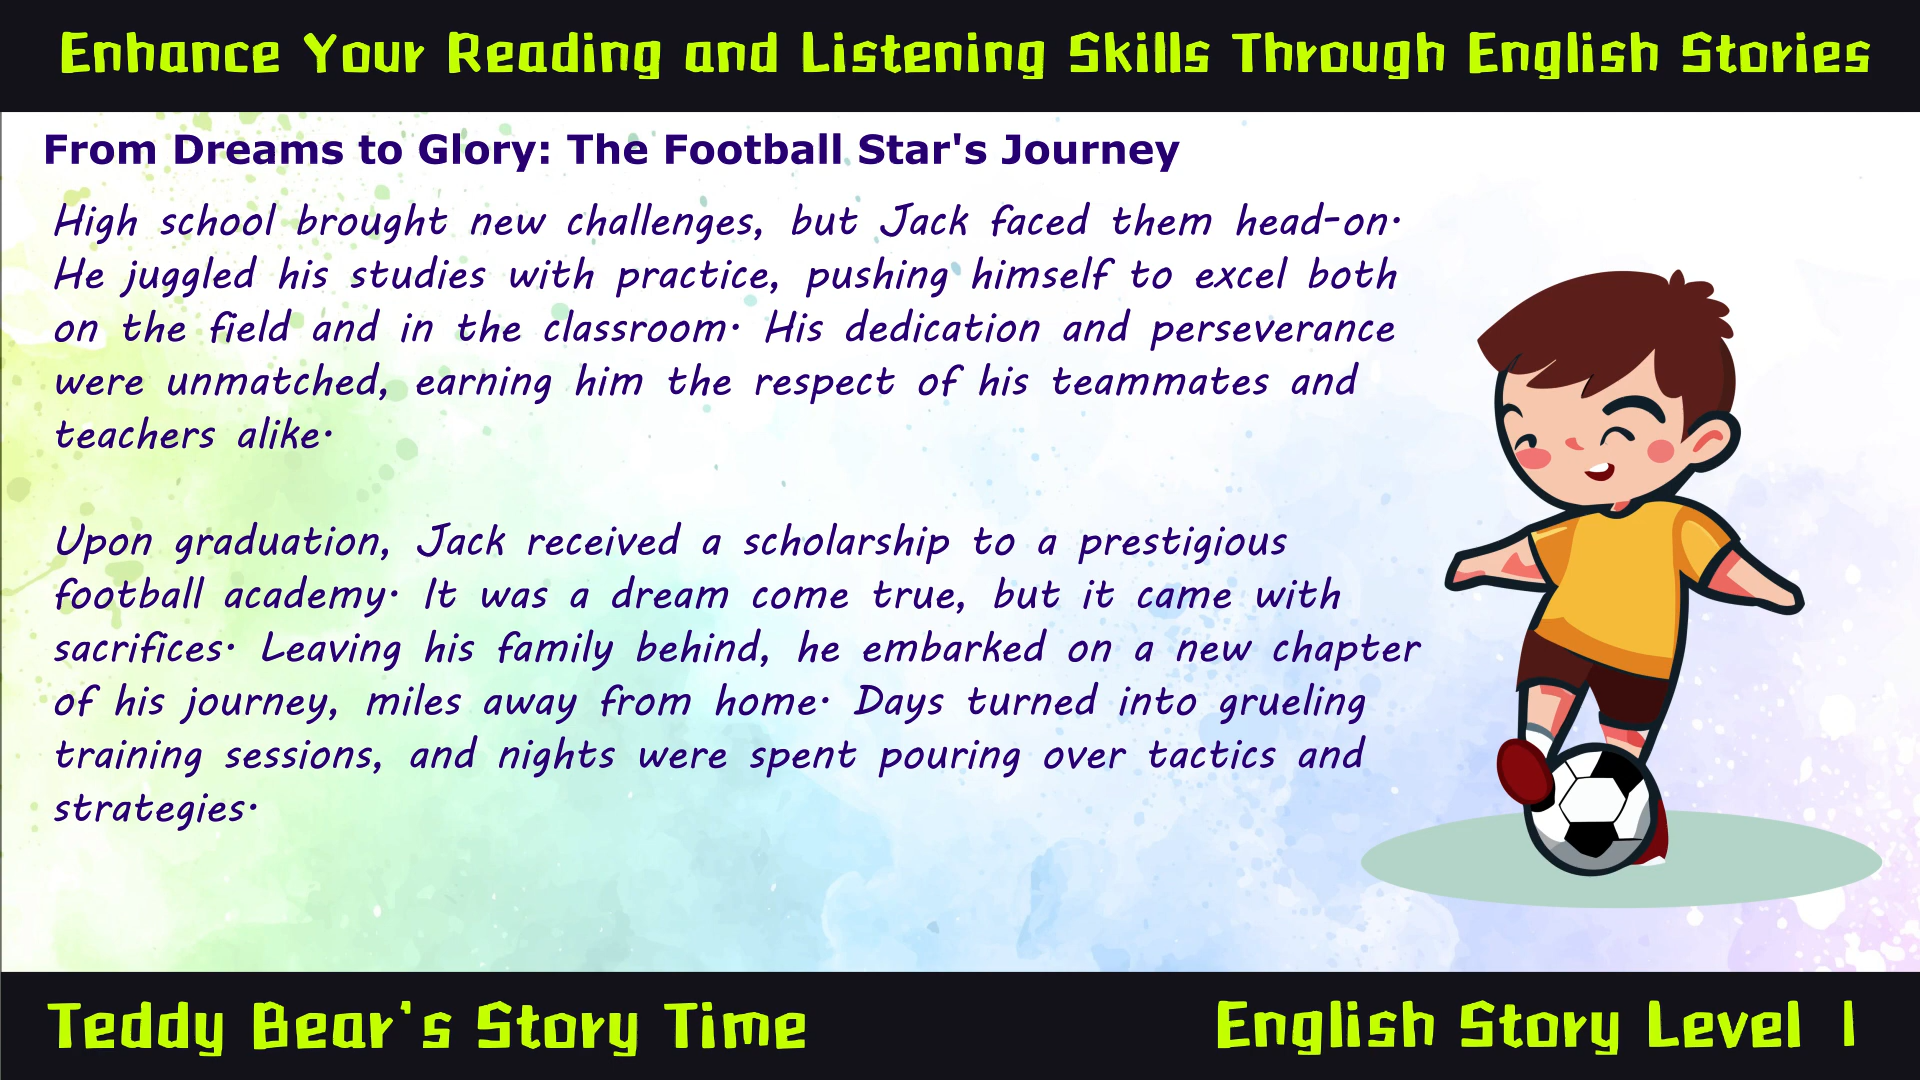 Enhance Your Reading and Listening Skills Through English Stories
From Dreams to Glory: The Football Star's Journey
High school brought new challenges, but Jack faced them head-on.
He juggled his studies with practice, pushing himself to excel both
on the field and in the classroom. His dedication and perseverance
were unmatched, earning him the respect of his teammates and
teachers alike.
Upon graduation, Jack received a scholarship to a prestigious
football academy. It was a dream come true, but it came with
sacrifices. Leaving his family behind, he embarked on a new chapter
of his journey, miles away from home. Days turned into grueling
training sessions, and nights were spent pouring over tactics and
strategies.
Teddy Bear's Story Time
English Story Level 1